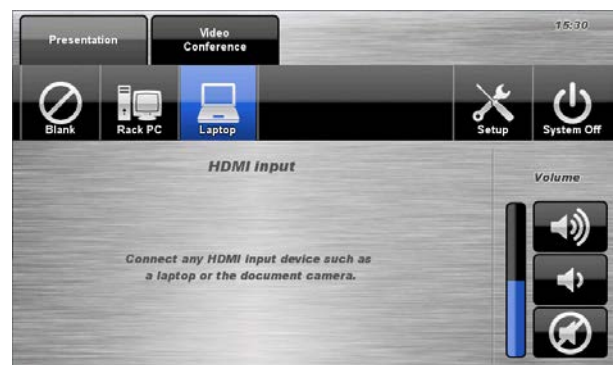 Presentation
Video
Conference
15:30
Blank
Rack PC
Laptop
Setup
System Off
HDMI Input
Volume
Connect any HDMI input device such as
a laptop or the document camera.